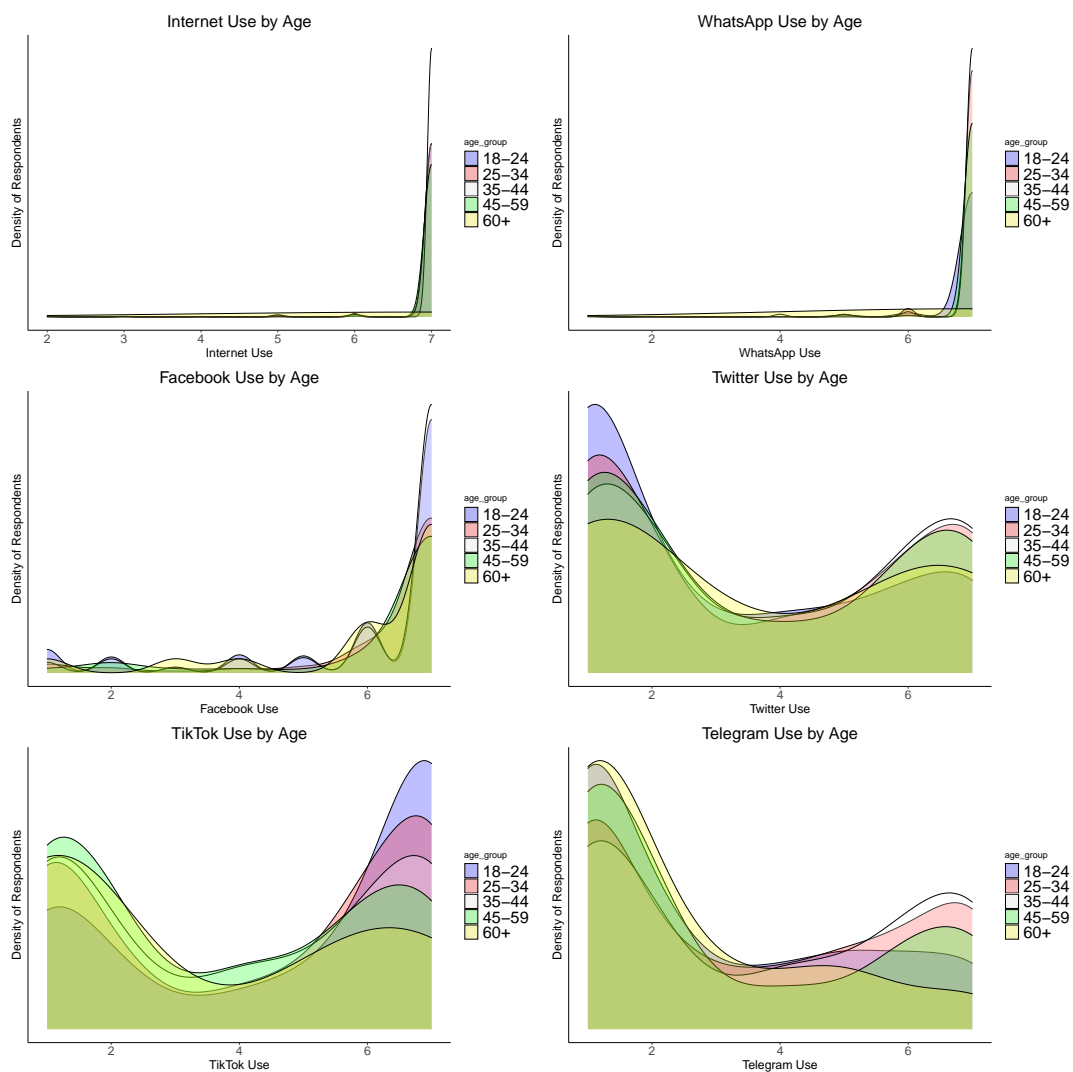 Internet Use by Age
Density of Respondents
2 3 4 5 6 7
Internet Use
age_group
18−24
25−34
35−44
45−59
60+
WhatsApp Use by Age
Density of Respondents
2 4 6
WhatsApp Use
age_group
18−24
25−34
35−44
45−59
60+
Facebook Use by Age
Density of Respondents
2 4 6
Facebook Use
age_group
18−24
25−34
35−44
45−59
60+
Twitter Use by Age
Density of Respondents
2 4 6
Twitter Use
age_group
18−24
25−34
35−44
45−59
60+
TikTok Use by Age
Density of Respondents
2 4 6
TikTok Use
age_group
18−24
25−34
35−44
45−59
60+
Telegram Use by Age
Density of Respondents
2 4 6
Telegram Use
age_group
18−24
25−34
35−44
45−59
60+